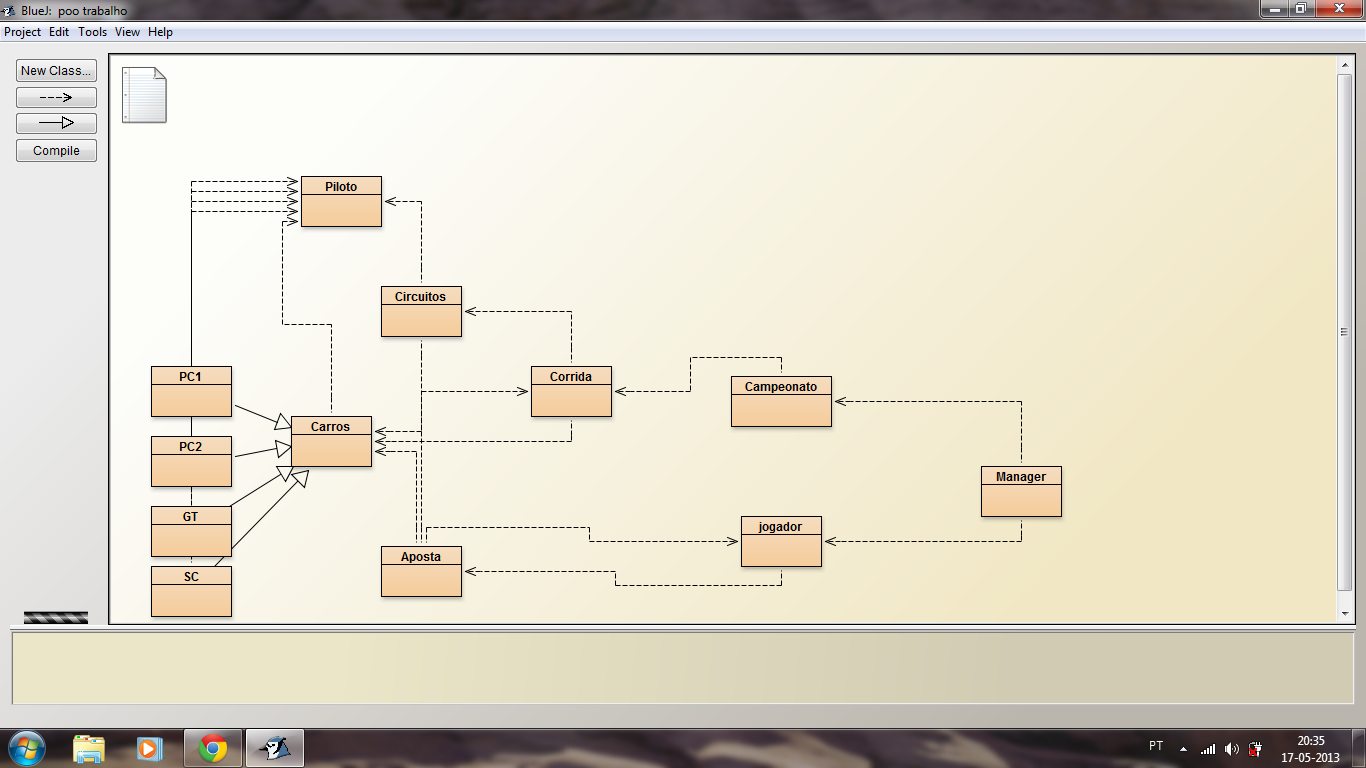 BlueJ: poo trabalho
Project Edit Tools View Help
New Class...
Compile
Piloto
Circuitos
PC1
Corrida
Campeonato
Carros
PC2
Manager
GT
jogador
Aposta
SC
PT
20:35
17-05-2013